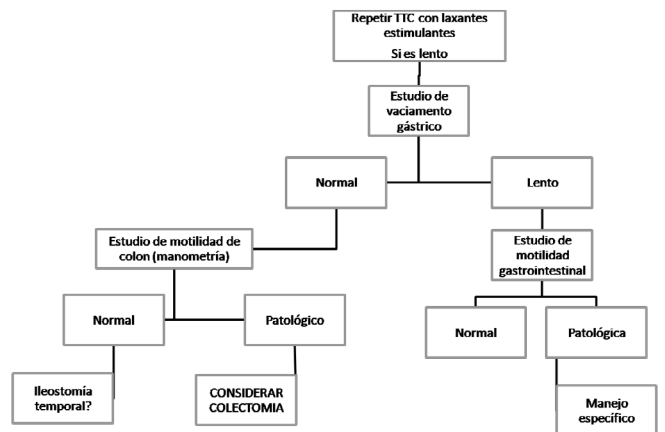 Repetir TTC con laxantes
estimulantes
Si es lento
Estudio de
vaciamento
gástrico
Normal
Lento
Estudio de motilidad de
colon (manometría)
Estudio de
motilidad
gastrointestinal
Normal
Patológico
Normal
Patológica
Ileostomía
temporal?
CONSIDERAR
COLECTOMIA
Manejo
específico